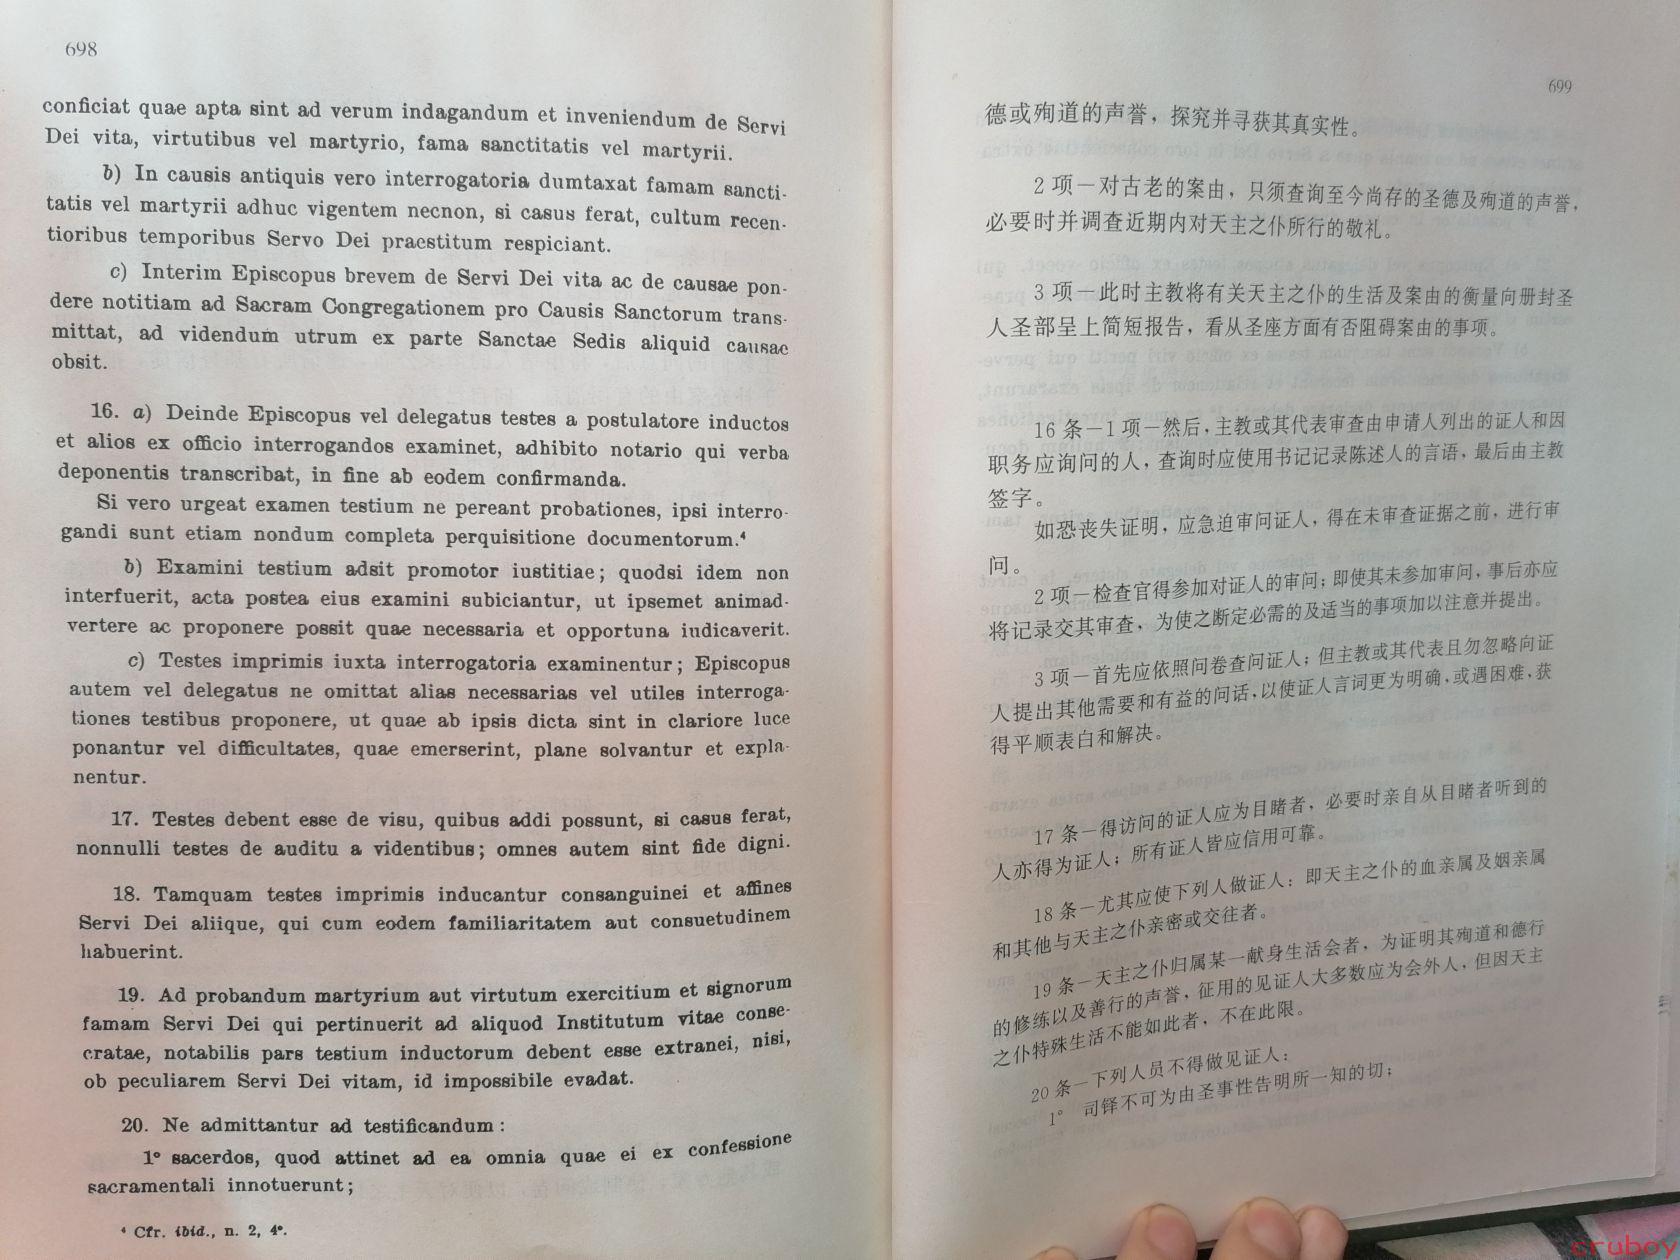 698
conficiat quae apta sint ad verum indagandum et inveniendum de Servi
Dei vita, virtutibus vel martyrio, fama sanctitatis vel martyrii.
b) In causis antiquis vero interrogatoria dumtaxat famam sancti-
tatis vel martyrii adhuc vigentem necnon, si casus ferat, cultum recen-
tioribus temporibus Servo Dei praestitum respiciant.
c) Interim Episcopus brevem de Servi Dei vita ac de causae pon-
dere notitiam ad Sacram Congregationem pro Causis Sanctorum trans-
mittat, ad videndum utrum ex parte Sanctae Sedis aliquid causae
obsit.
16. a) Deinde Episcopus vel delegatus testes a postulatore inductos
et alios ex officio interrogandos examinet, adhibito notario qui verba
deponentis transcribat, in fine ab eodem confirmanda.
Si vero urgeat examen testium ne pereant probationes, ipsi interro-
gandi sunt etiam nondum completa perquisitione documentorum.⁴
b) Examini testium adsit promotor iustitiae; quodsi idem non
interfuerit, acta postea eius examini subiciantur, ut ipsemet animad-
vertere ac proponere possit quae necessaria et opportuna iudicaverit.
c) Testes imprimis iuxta interrogatoria examinentur; Episcopus
autem vel delegatus ne omittat alias necessarias vel utiles interroga-
tiones testibus proponere, ut quae ab ipsis dicta sint in clariore luce
ponantur vel difficultates, quae emerserint, plane solvantur et expla-
nentur.
17. Testes debent esse de visu, quibus addi possunt, si casus ferat,
nonnulli testes de auditu a videntibus; omnes autem sint fide digni.
18. Tamquam testes imprimis inducantur consanguinei et affines
Servi Dei aliique, qui cum eodem familiaritatem aut consuetudinem
habuerint.
19. Ad probandum martyrium aut virtutum exercitium et signorum
famam Servi Dei qui pertinuerit ad aliquod Institutum vitae conse-
cratae, notabilis pars testium inductorum debent esse extranei, nisi,
ob peculiarem Servi Dei vitam, id impossibile evadat.
20. Ne admittantur ad testificandum:
1° sacerdos, quod attinet ad ea omnia quae ei ex confessione
sacramentali innotuerunt;
⁴ Cfr. ibid., n. 2, 4°.
699
德或殉道的声誉，探究并寻获其真实性。
2项－对古老的案由，只须查询至今尚存的圣德及殉道的声誉，
必要时并调查近期内对天主之仆所行的敬礼。
3项－此时主教将有关天主之仆的生活及案由的衡量向册封圣
人圣部呈上简短报告，看从圣座方面有否阻碍案由的事项。
16条－1项－然后，主教或其代表审查由申请人列出的证人和因
职务应询问的人，查询时应使用书记记录陈述人的言语，最后由主教
签字。
如恐丧失证明，应急迫审问证人，得在未审查证据之前，进行审
问。
2项－检查官得参加对证人的审问；即使其未参加审问，事后亦应
将记录交其审查，为使之断定必需的及适当的事项加以注意并提出。
3项－首先应依照问卷查问证人；但主教或其代表且勿忽略向证
人提出其他需要和有益的问话，以使证人言词更为明确，或遇困难，获
得平顺表白和解决。
17条－得访问的证人应为目睹者，必要时亲自从目睹者听到的
人亦得为证人；所有证人皆应信用可靠。
18条－尤其应使下列人做证人：即天主之仆的血亲属及姻亲属
和其他与天主之仆亲密或交往者。
19条－天主之仆归属某一献身生活会者，为证明其殉道和德行
的修练以及善行的声誉，征用的见证人大多数应为会外人，但因天主
之仆特殊生活不能如此者，不在此限。
20条－下列人员不得做见证人：
1° 司铎不可为由圣事性告明所一知的切；
cruboy